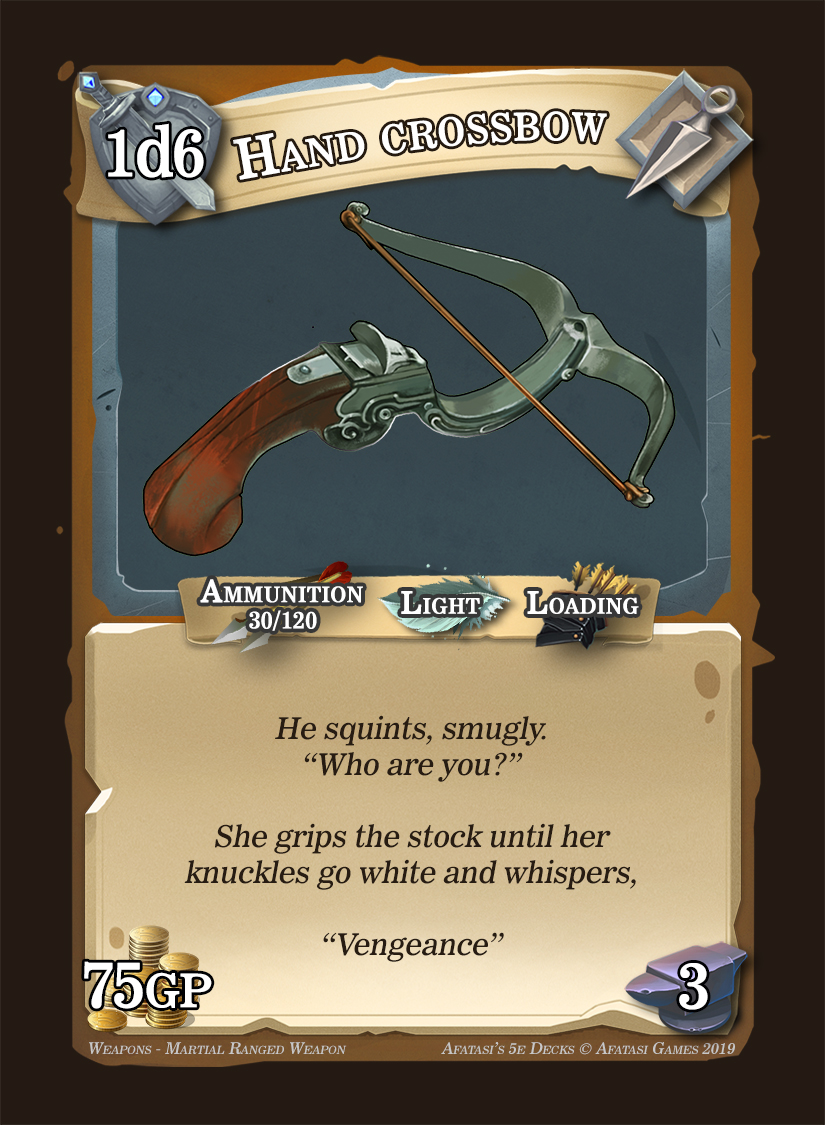 1d6
Hand crossbow
Ammunition
30/120
Light
Loading
He squints, smugly.
“Who are you?”
She grips the stock until her
knuckles go white and whispers,
“Vengeance”
75GP
3
Weapons - Martial Ranged Weapon
Afatasi's 5e Decks © Afatasi Games 2019